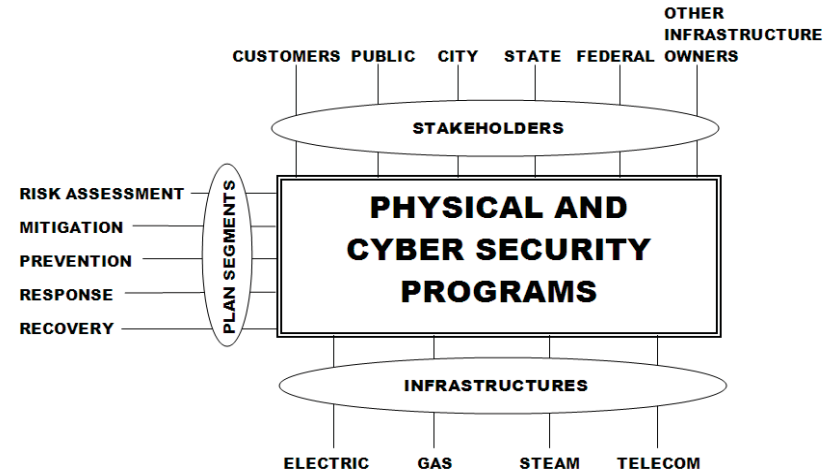 OTHER
INFRASTRUCTURE
CUSTOMERS PUBLIC CITY STATE FEDERAL OWNERS
STAKEHOLDERS
RISK ASSESSMENT
MITIGATION
PREVENTION
RESPONSE
RECOVERY
PLAN SEGMENTS
PHYSICAL AND
CYBER SECURITY
PROGRAMS
INFRASTRUCTURES
ELECTRIC GAS STEAM TELECOM